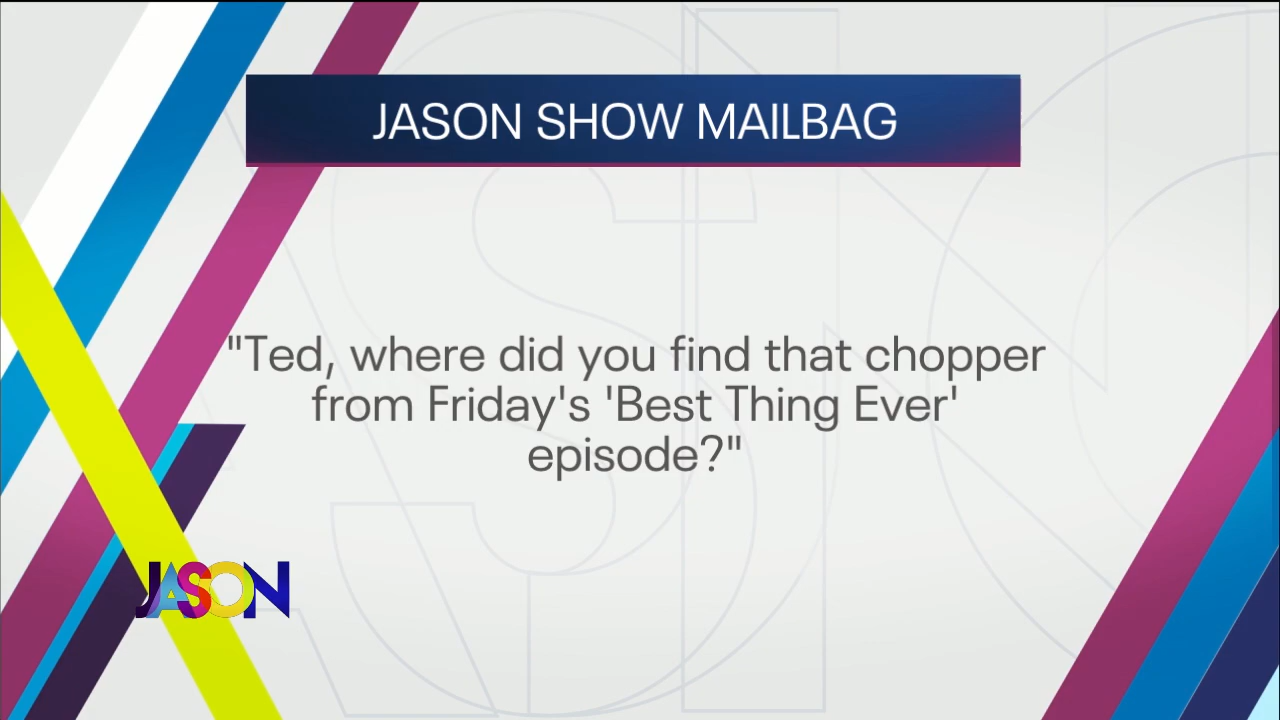 JASON SHOW MAILBAG
"Ted, where did you find that chopper
from Friday's 'Best Thing Ever'
episode?"
JASON